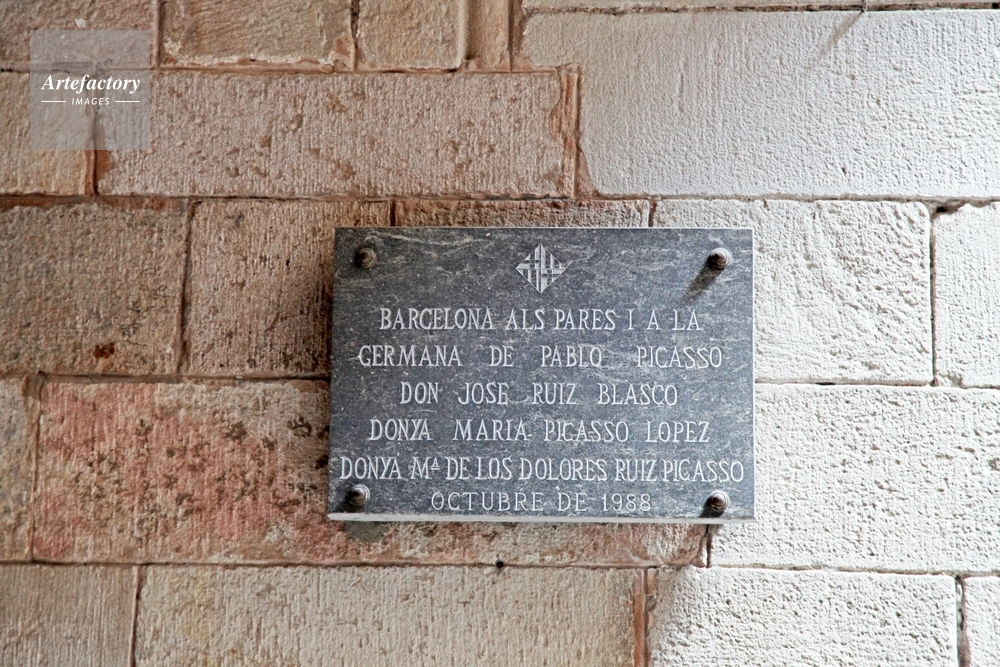 Artefactory
IMAGES
BARCELONA ALS PARES I A LA
GERMANA DE PABLO PICASSO
DON JOSE RUIZ BLASCO
DONYA MARIA PICASSO LOPEZ
DONYA Mª DE LOS DOLORES RUIZ PICASSO
OCTUBRE DE 1988